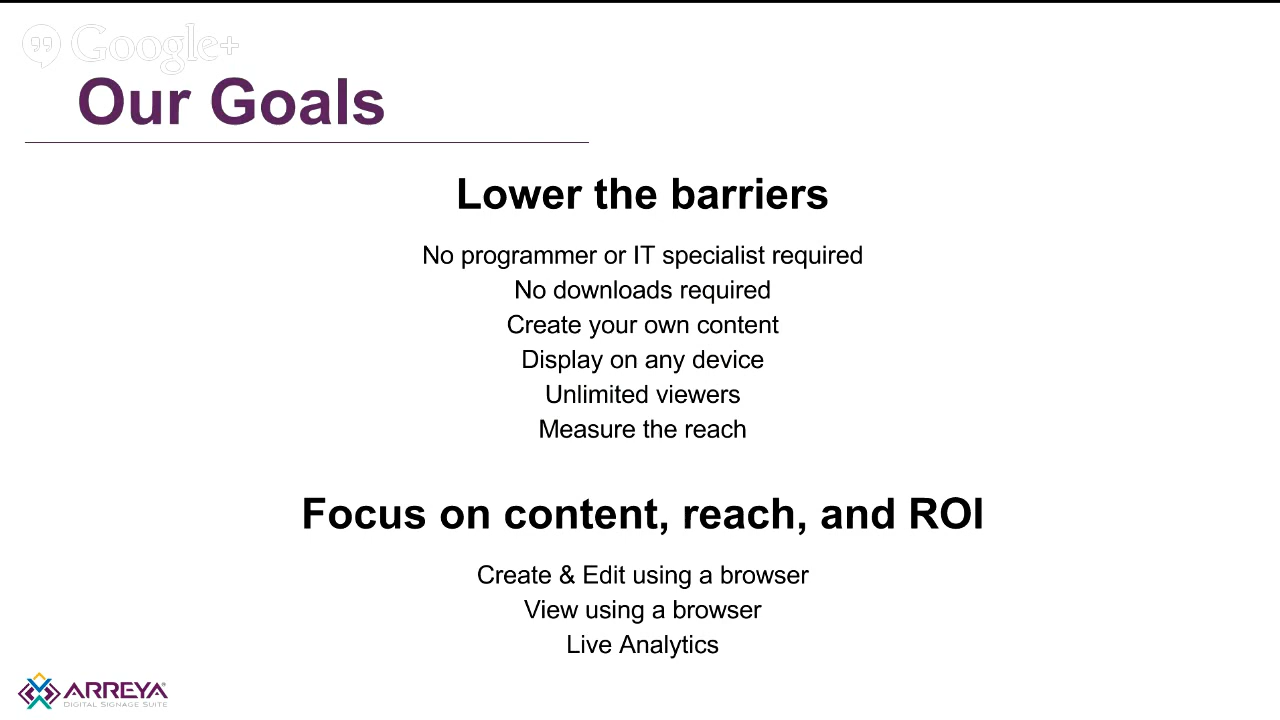 Google+
Our Goals
Lower the barriers
No programmer or IT specialist required
No downloads required
Create your own content
Display on any device
Unlimited viewers
Measure the reach
Focus on content, reach, and ROI
Create & Edit using a browser
View using a browser
Live Analytics
ARREYA®
DIGITAL SIGNAGE SUITE